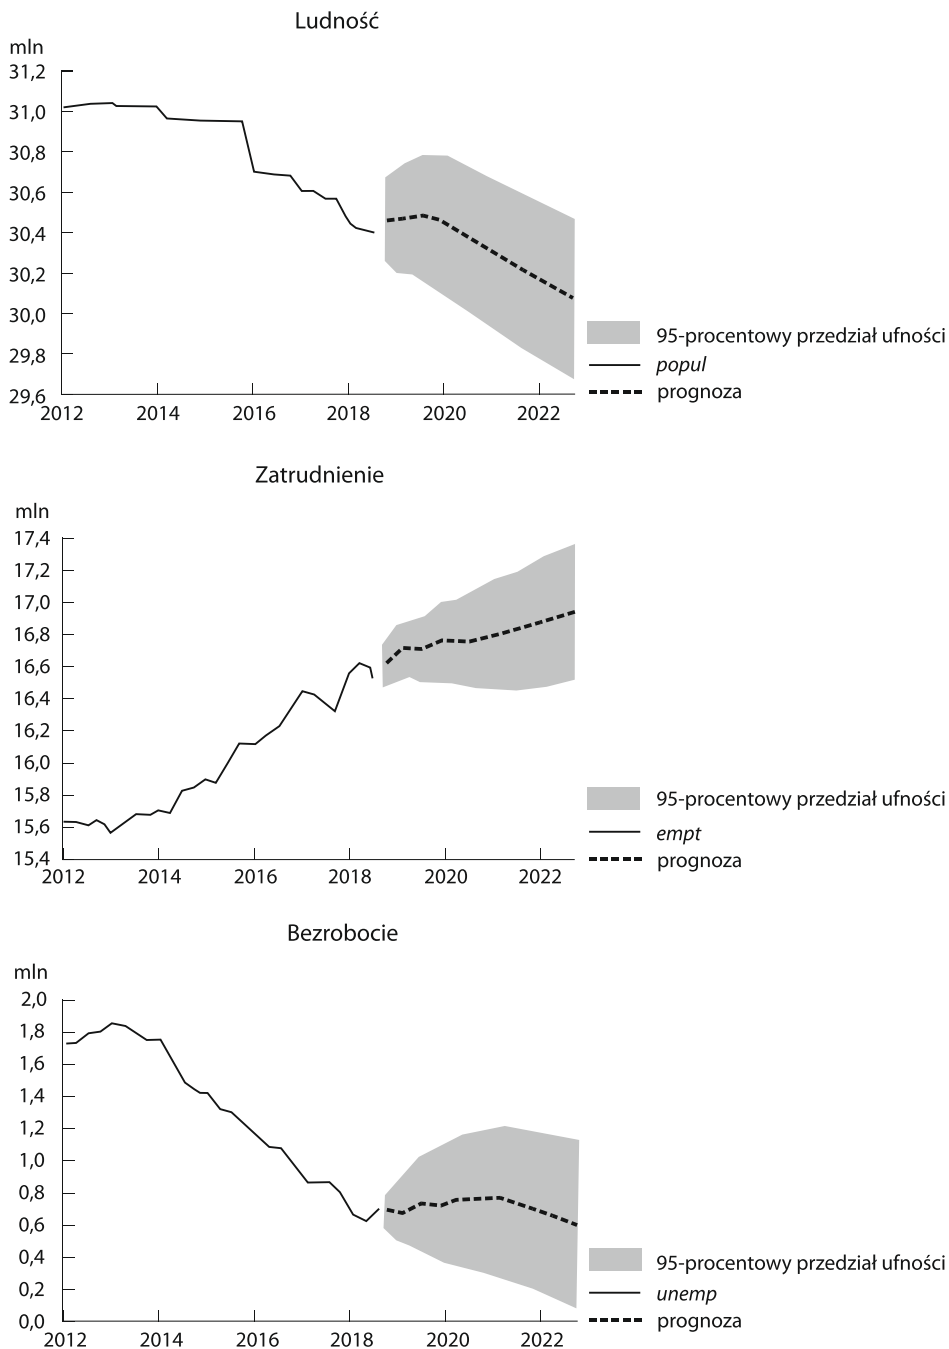 Ludność
mln
31,2
31,0
30,8
30,6
30,4
30,2
30,0
29,8
29,6
2012 2014 2016 2018 2020 2022
95-procentowy przedział ufności
popul
prognoza
Zatrudnienie
mln
17,4
17,2
17,0
16,8
16,6
16,4
16,2
16,0
15,8
15,6
15,4
2012 2014 2016 2018 2020 2022
95-procentowy przedział ufności
empt
prognoza
Bezrobocie
mln
2,0
1,8
1,6
1,4
1,2
1,0
0,8
0,6
0,4
0,2
0,0
2012 2014 2016 2018 2020 2022
95-procentowy przedział ufności
unemp
prognoza